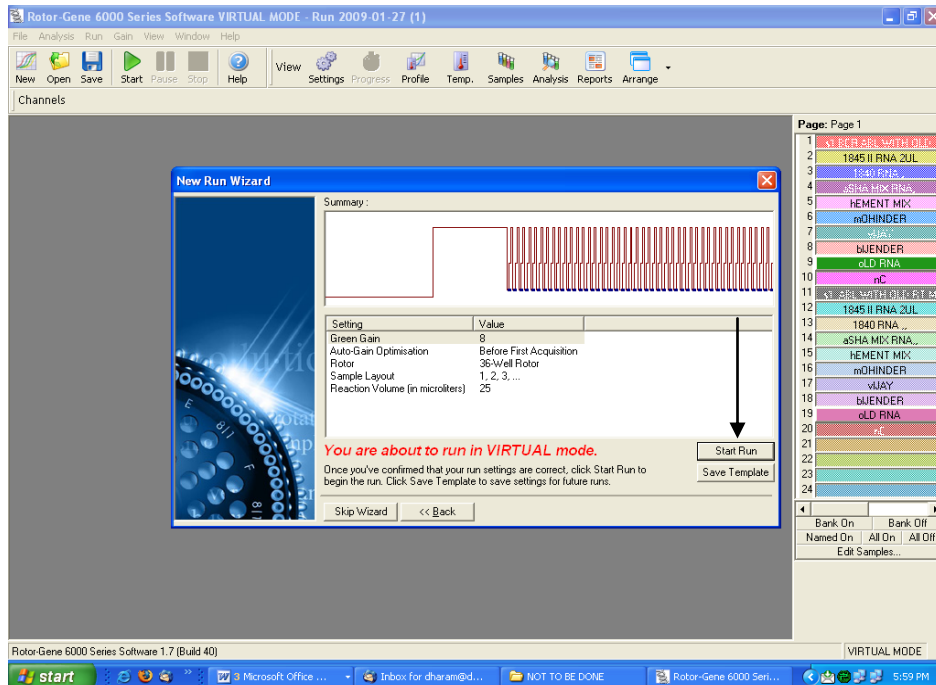 Rotor-Gene 6000 Series Software VIRTUAL MODE - Run 2009-01-27 (1)
File Analysis Run Gain View Window Help
New Open Save Start Pause Stop Help View Settings Progress Profile Temp. Samples Analysis Reports Arrange
Channels
Page: Page 1
1
2 1845 II RNA 2UL
3 1840 RNA ,,
4 aSHA MIX RNA,
5 hEMENT MIX
6 mOHINDER
7 vIJAY
8 bIJENDER
9 oLD RNA
10 nC
11
12 1845 II RNA 2UL
13 1840 RNA ,,
14 aSHA MIX RNA,,
15 hEMENT MIX
16 mOHINDER
17 vIJAY
18 bIJENDER
19 oLD RNA
20 nC
21
22
23
24
Bank On Bank Off
Named On All On All Off
Edit Samples...
New Run Wizard
Summary :
Setting Value
Green Gain 8
Auto-Gain Optimisation Before First Acquisition
Rotor 36-Well Rotor
Sample Layout 1, 2, 3, ...
Reaction Volume (in microliters) 25
You are about to run in VIRTUAL mode.
Once you've confirmed that your run settings are correct, click Start Run to
begin the run. Click Save Template to save settings for future runs.
Start Run
Save Template
Skip Wizard << Back
Rotor-Gene 6000 Series Software 1.7 (Build 40) VIRTUAL MODE
start 3 Microsoft Office ... Inbox for dharam@d... NOT TO BE DONE Rotor-Gene 6000 Seri... 5:59 PM